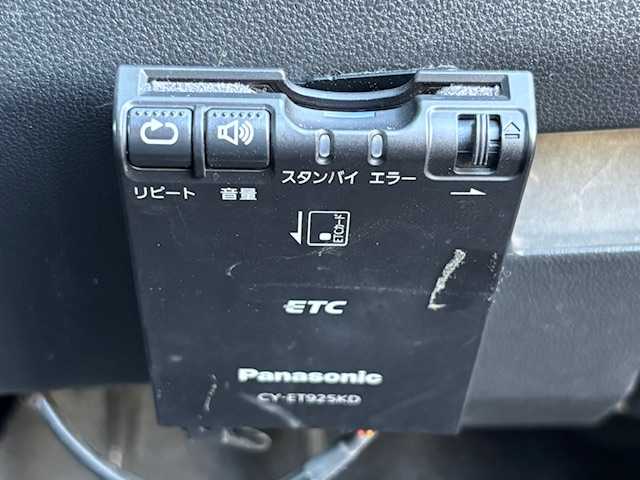 リピート 音量 スタンバイ エラー
ETCカード
ETC
Panasonic
CY-ET925KD